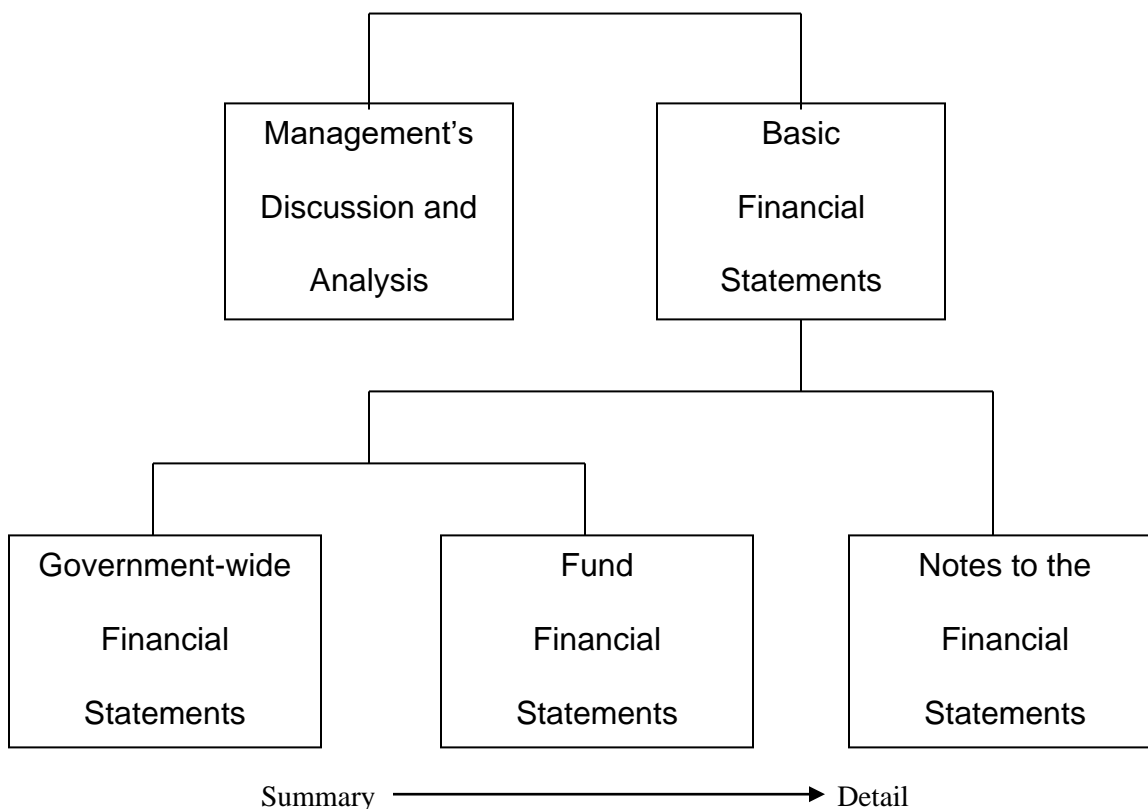 Management’s
Discussion and
Analysis
Basic
Financial
Statements
Government-wide
Financial
Statements
Fund
Financial
Statements
Notes to the
Financial
Statements
Summary
Detail